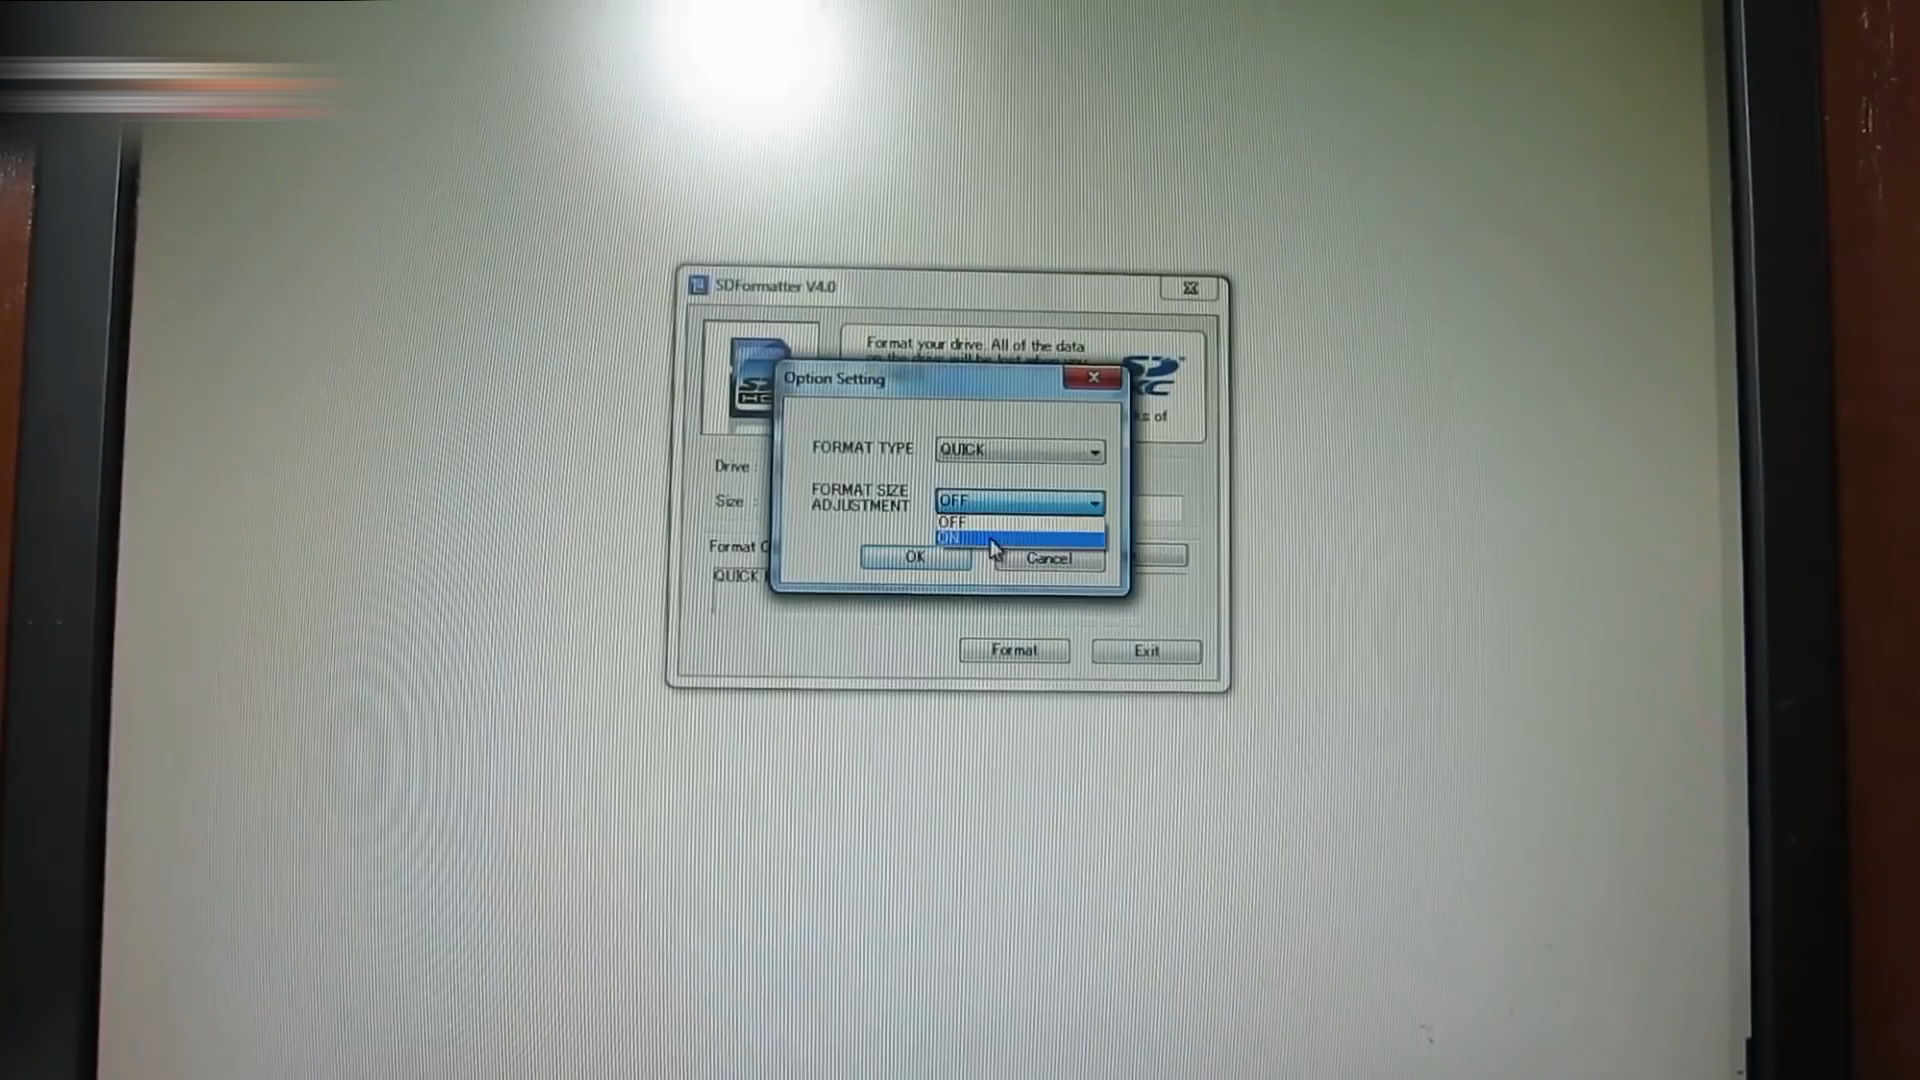 SDFormatter V4.0
Format your drive. All of the data
Option Setting
FORMAT TYPE QUICK
FORMAT SIZE
ADJUSTMENT OFF
OFF
ON
OK Cancel
Drive :
Size :
Format
QUICK
Format Exit